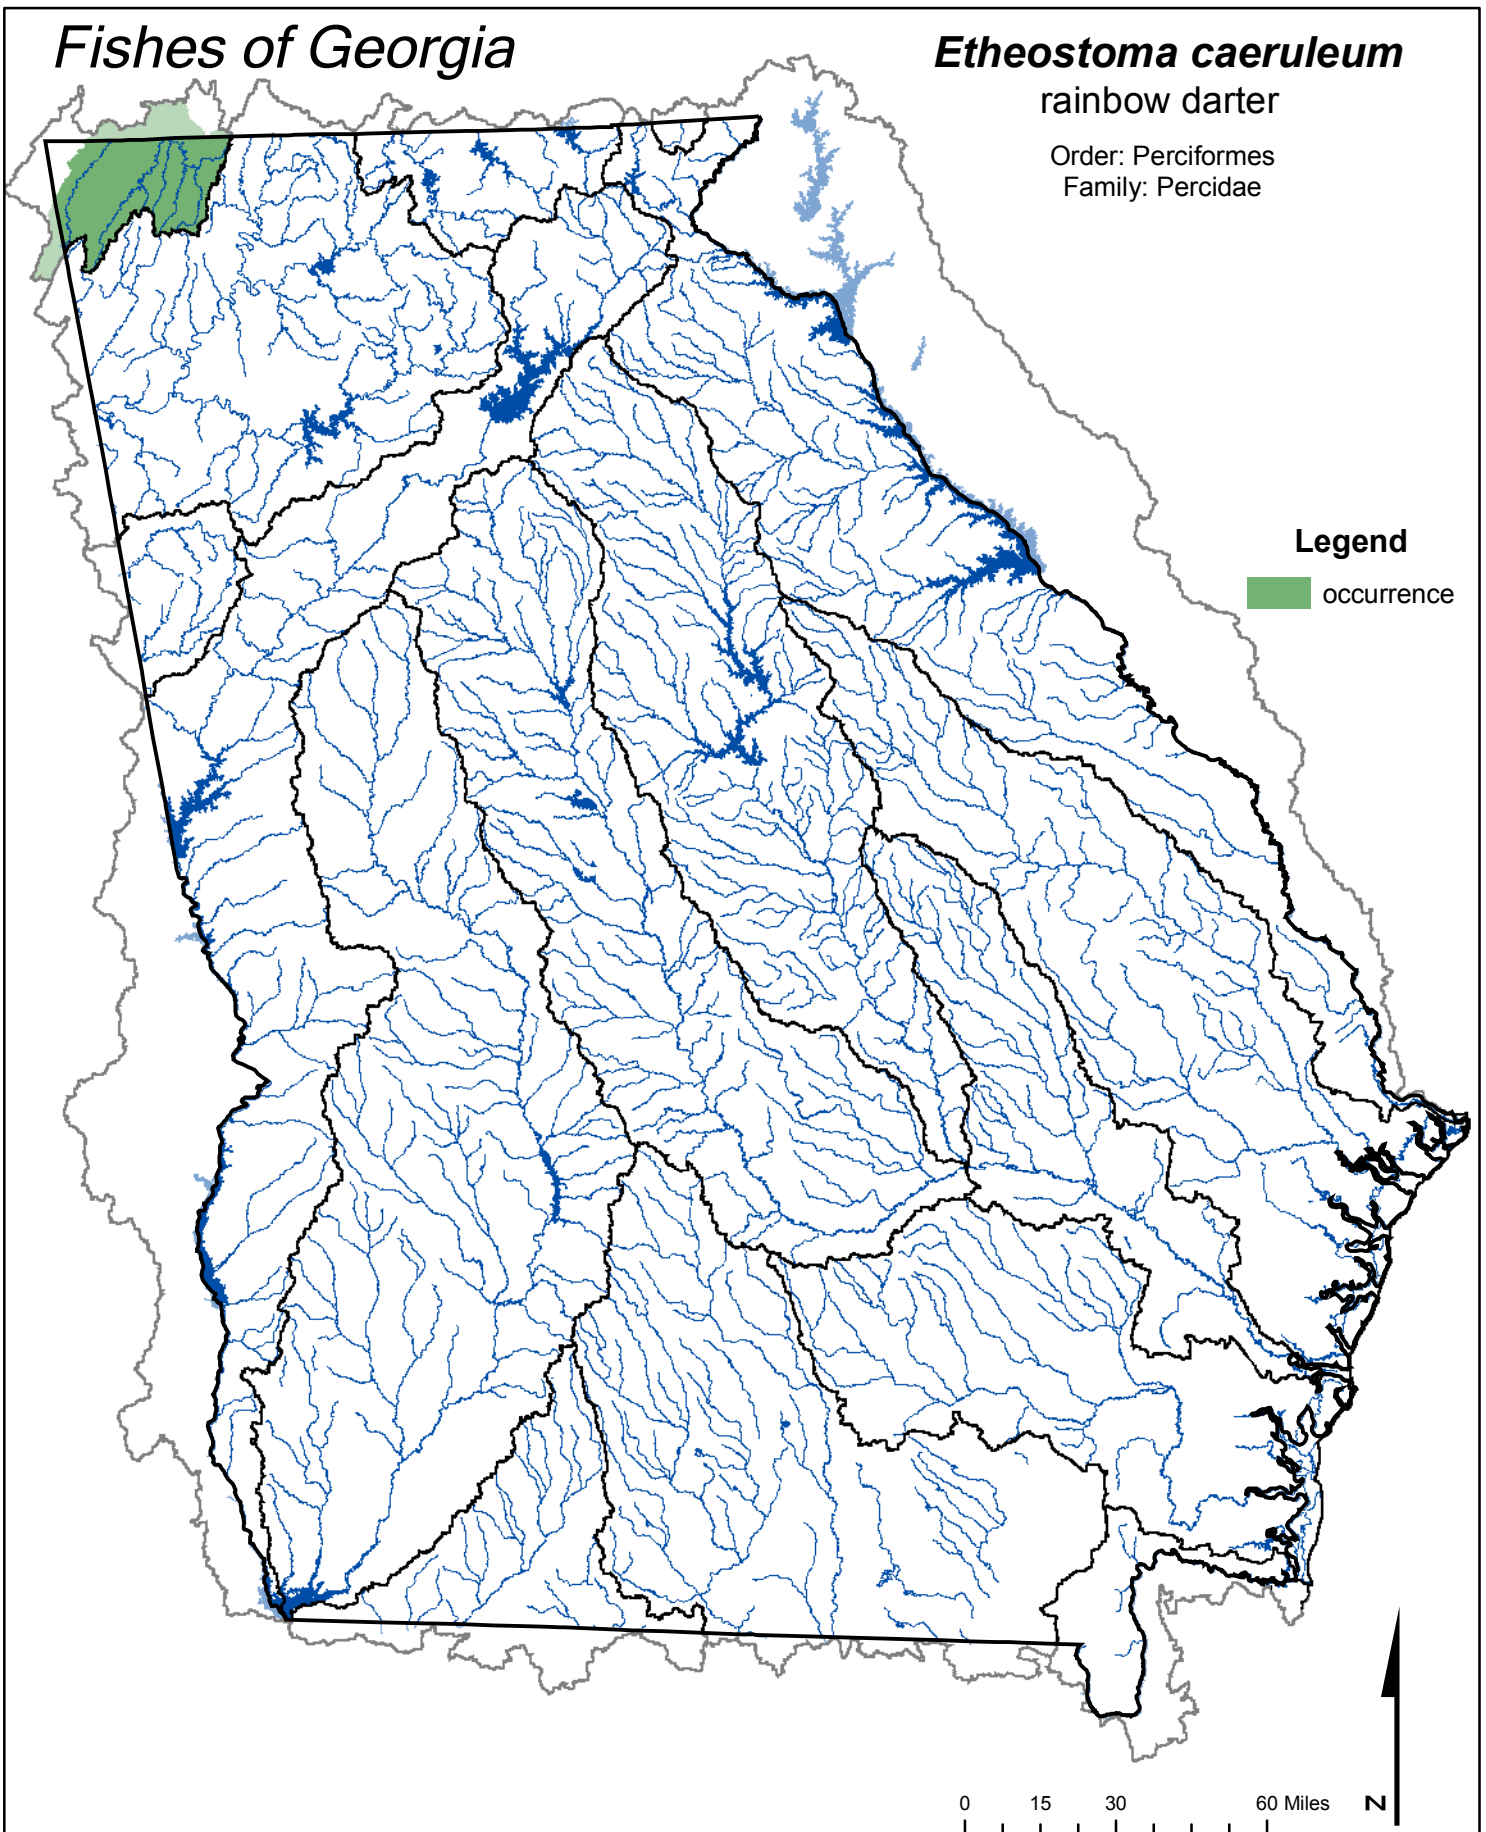 Fishes of Georgia
Etheostoma caeruleum
rainbow darter
Order: Perciformes
Family: Percidae
Legend
occurrence
0 15 30 60 Miles
N